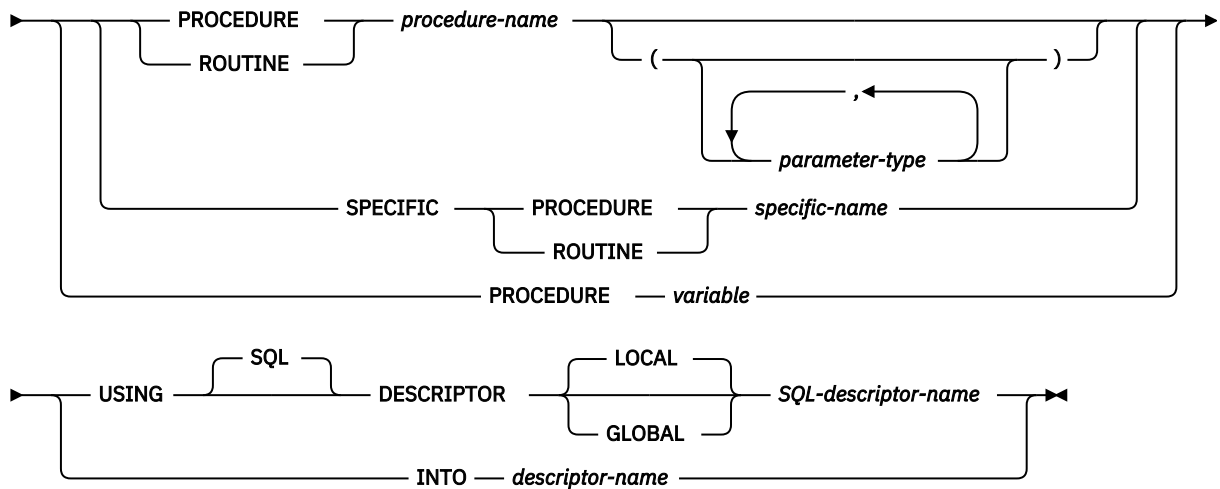 PROCEDURE procedure-name
ROUTINE ( )
,
parameter-type
SPECIFIC PROCEDURE specific-name
ROUTINE
PROCEDURE variable
SQL LOCAL
USING DESCRIPTOR SQL-descriptor-name
GLOBAL
INTO descriptor-name